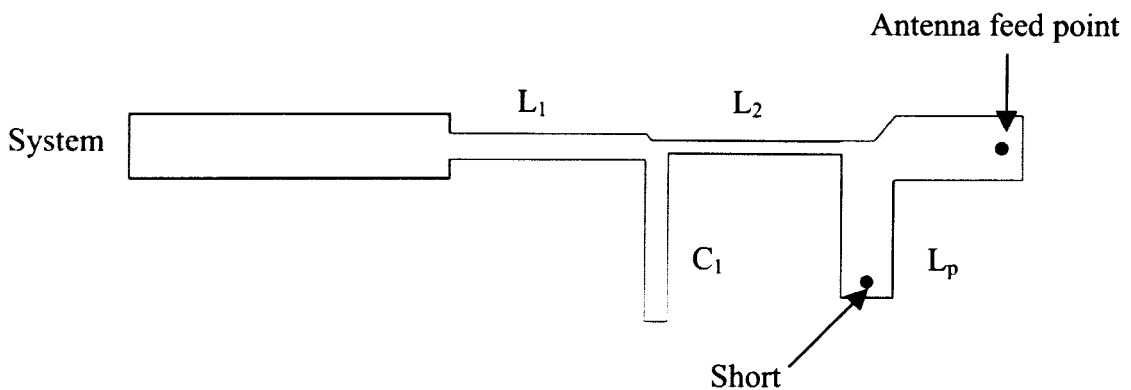 Antenna feed point
L₁
L₂
System
C₁
Lₚ
Short